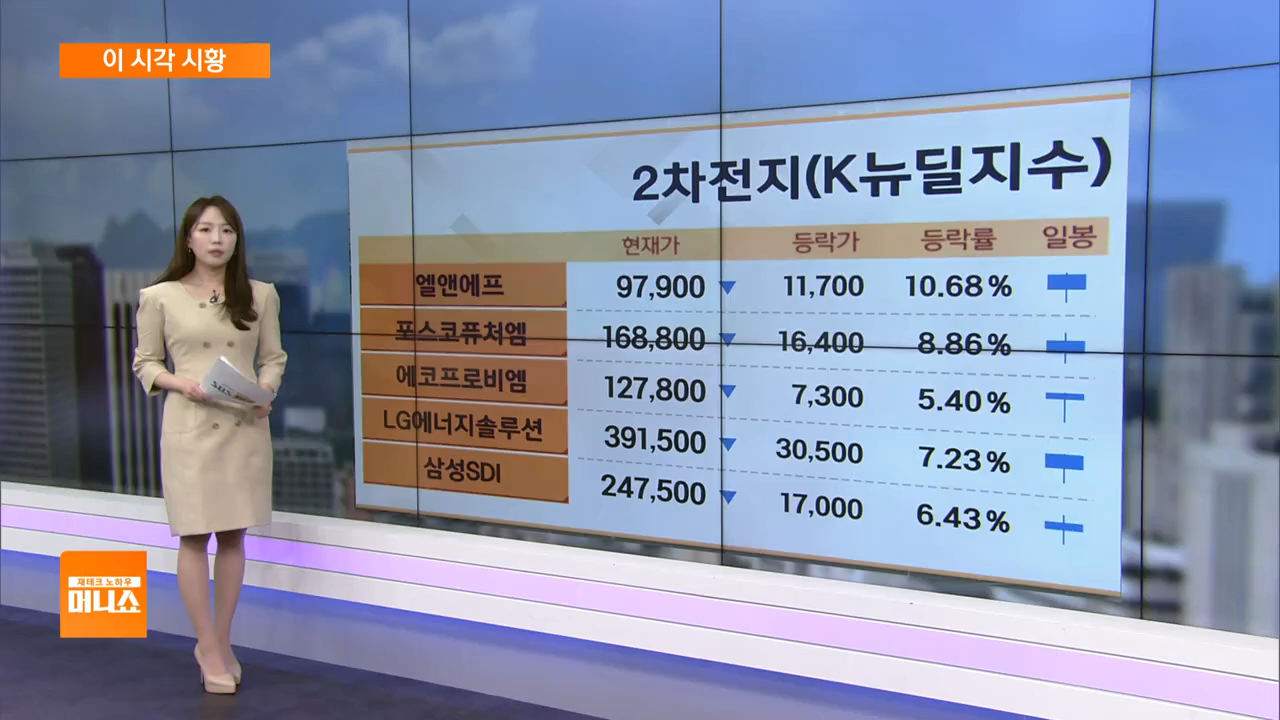 이 시각 시황
2차전지(K뉴딜지수)
현재가 등락가 등락률 일봉
엘앤에프 97,900 ▼ 11,700 10.68%
포스코퓨처엠 168,800 ▼ 16,400 8.86%
에코프로비엠 127,800 ▼ 7,300 5.40%
LG에너지솔루션 391,500 ▼ 30,500 7.23%
삼성SDI 247,500 ▼ 17,000 6.43%
재테크 노하우
머니쇼